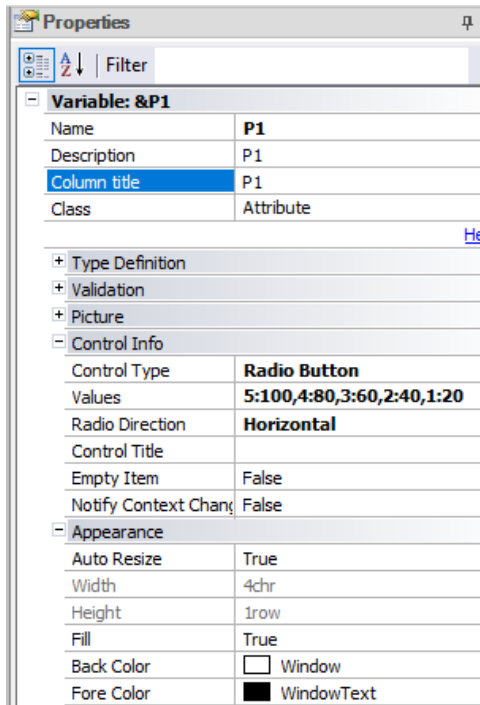 Properties
Filter
Variable: &P1
Name P1
Description P1
Column title P1
Class Attribute
He
Type Definition
Validation
Picture
Control Info
Control Type Radio Button
Values 5:100,4:80,3:60,2:40,1:20
Radio Direction Horizontal
Control Title
Empty Item False
Notify Context Chang False
Appearance
Auto Resize True
Width 4chr
Height 1row
Fill True
Back Color Window
Fore Color WindowText